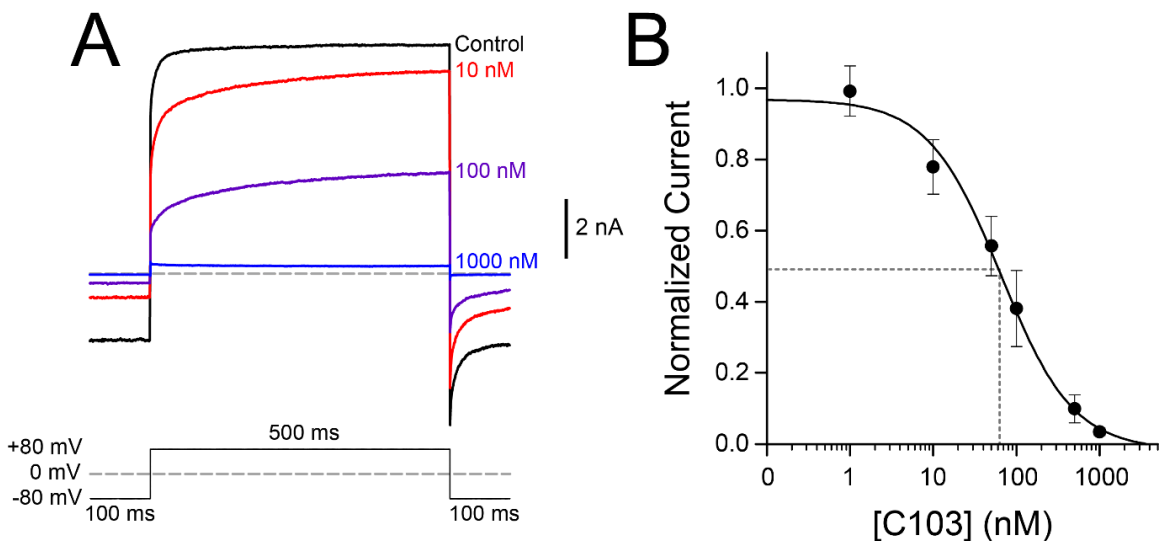 A
Control
10 nM
100 nM
1000 nM
2 nA
500 ms
+80 mV
0 mV
-80 mV
100 ms
100 ms
B
Normalized Current
1.0
0.8
0.6
0.4
0.2
0.0
0 1 10 100 1000
[C103] (nM)